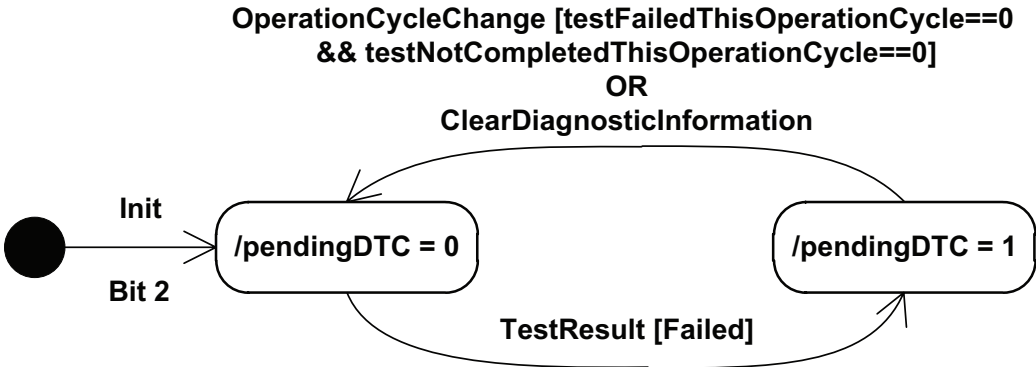 OperationCycleChange [testFailedThisOperationCycle==0
&& testNotCompletedThisOperationCycle==0]
OR
ClearDiagnosticInformation
Init
/pendingDTC = 0
/pendingDTC = 1
Bit 2
TestResult [Failed]